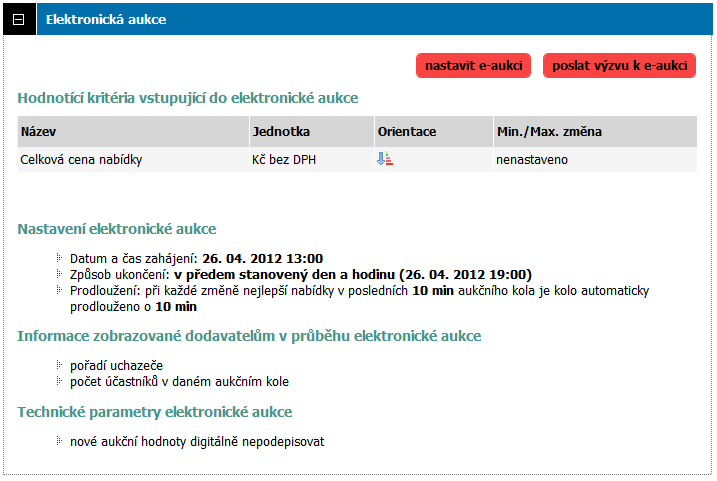 Elektronická aukce
nastavit e-aukci poslat výzvu k e-aukci
Hodnotící kritéria vstupující do elektronické aukce
Název Jednotka Orientace Min./Max. změna
Celková cena nabídky Kč bez DPH nenastaveno
Nastavení elektronické aukce
Datum a čas zahájení: 26. 04. 2012 13:00
Způsob ukončení: v předem stanovený den a hodinu (26. 04. 2012 19:00)
Prodloužení: při každé změně nejlepší nabídky v posledních 10 min aukčního kola je kolo automaticky
prodlouženo o 10 min
Informace zobrazované dodavatelům v průběhu elektronické aukce
pořadí uchazeče
počet účastníků v daném aukčním kole
Technické parametry elektronické aukce
nové aukční hodnoty digitálně nepodepisovat